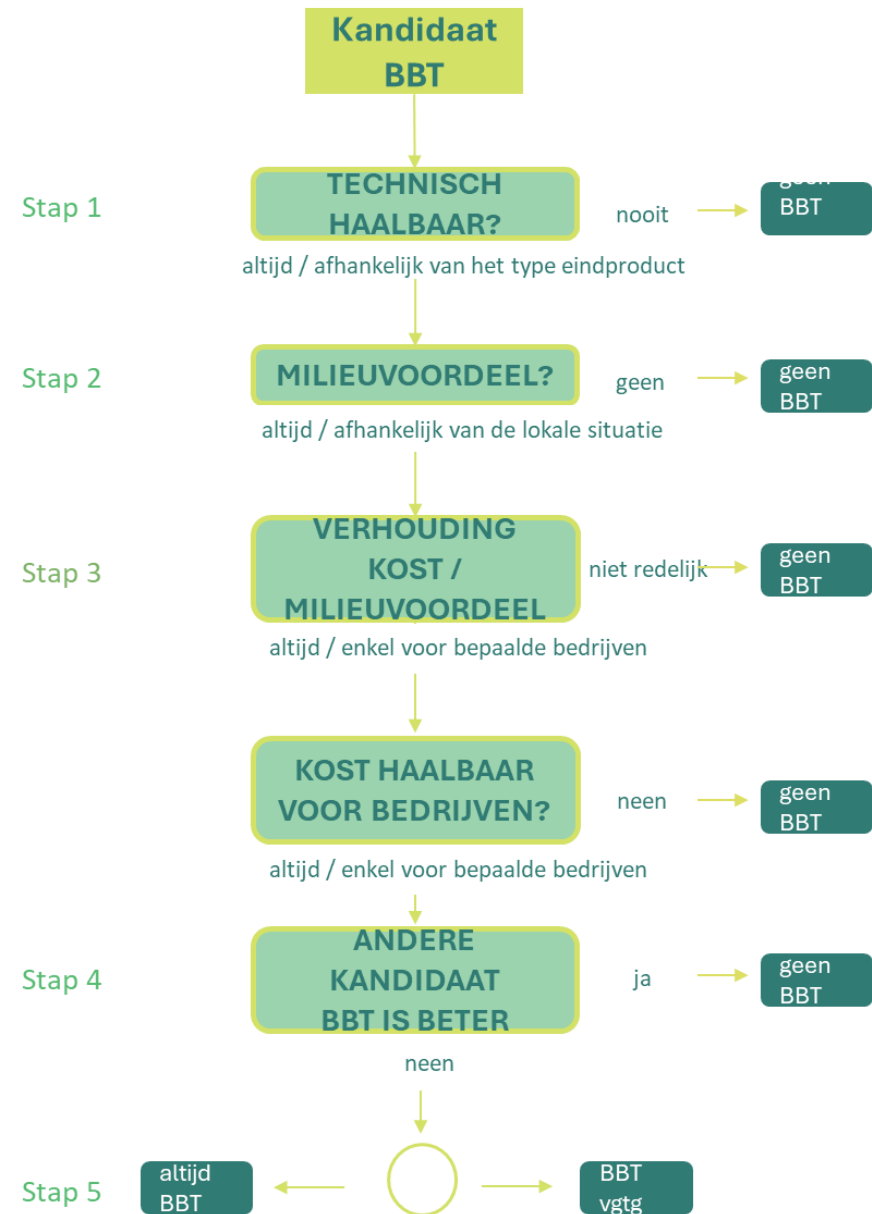 Kandidaat
BBT
Stap 1
TECHNISCH
HAALBAAR?
nooit
geen
BBT
altijd / afhankelijk van het type eindproduct
Stap 2
MILIEUVOORDEEL?
geen
geen
BBT
altijd / afhankelijk van de lokale situatie
Stap 3
VERHOUDING
KOST /
MILIEUVOORDEEL
niet redelijk
geen
BBT
altijd / enkel voor bepaalde bedrijven
KOST HAALBAAR
VOOR BEDRIJVEN?
neen
geen
BBT
altijd / enkel voor bepaalde bedrijven
Stap 4
ANDERE
KANDIDAAT
BBT IS BETER
ja
geen
BBT
neen
Stap 5
altijd
BBT
BBT
vgtg